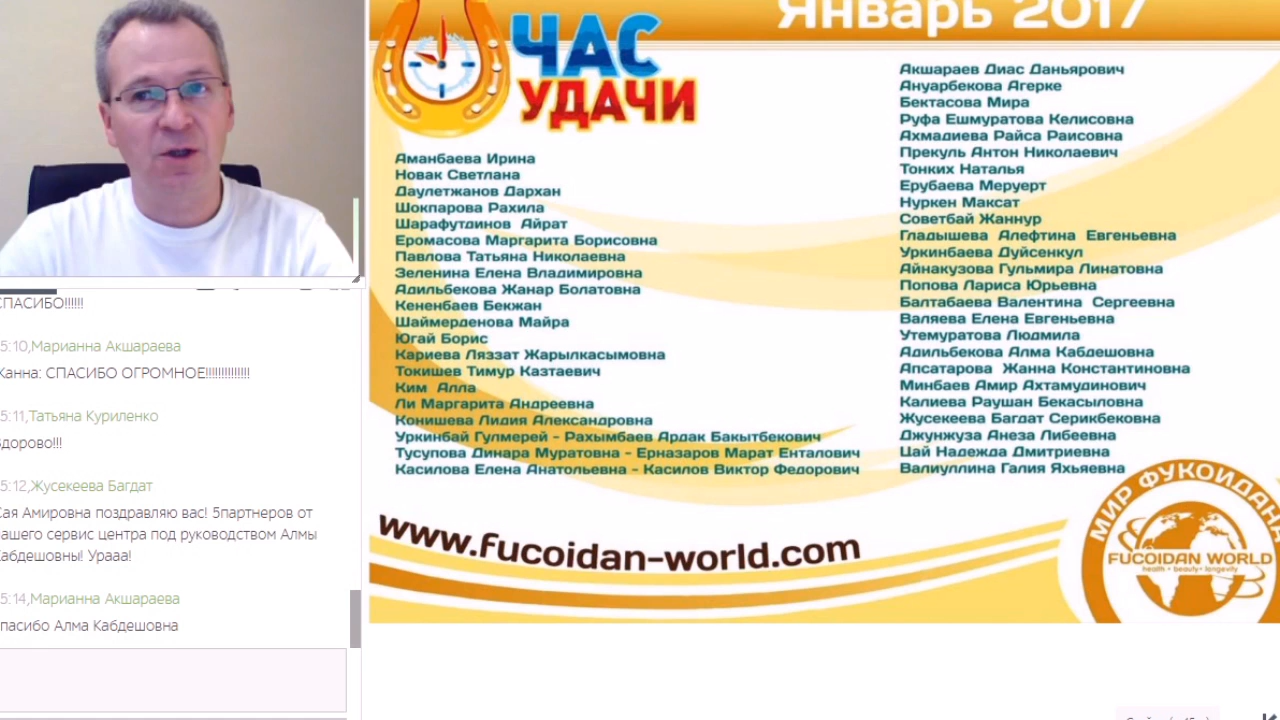 СПАСИБО!!!!!!
5:10,Марианна Акшараева
Жанна: СПАСИБО ОГРОМНОЕ!!!!!!!!!!!!!!
5:11,Татьяна Куриленко
Здорово!!!
5:12,Жусекеева Багдат
Сая Амировна поздравляю вас! 5партнеров от
нашего сервис центра под руководством Алмы
Кабдешовны! Урааа!
5:14,Марианна Акшараева
пасибо Алма Кабдешовна
Январь 2017
ЧАС
УДАЧИ
Аманбаева Ирина
Новак Светлана
Даулетжанов Дархан
Шокпарова Рахила
Шарафутдинов Айрат
Еромасова Маргарита Борисовна
Павлова Татьяна Николаевна
Зеленина Елена Владимировна
Адильбекова Жанар Болатовна
Кененбаев Бекжан
Шаймерденова Майра
Югай Борис
Кариева Ляззат Жарылкасымовна
Токишев Тимур Казтаевич
Ким Алла
Ли Маргарита Андреевна
Конишева Лидия Александровна
Уркинбай Гулмерей - Рахымбаев Ардак Бакытбекович
Тусупова Динара Муратовна - Ерназаров Марат Енталович
Касилова Елена Анатольевна - Касилов Виктор Федорович
Акшараев Диас Даньярович
Ануарбекова Агерке
Бектасова Мира
Руфа Ешмуратова Келисовна
Ахмадиева Райса Раисовна
Прекуль Антон Николаевич
Тонких Наталья
Ерубаева Меруерт
Нуркен Максат
Советбай Жаннур
Гладышева Алефтина Евгеньевна
Уркинбаева Дуйсенкул
Айнакузова Гульмира Линатовна
Попова Лариса Юрьевна
Балтабаева Валентина Сергеевна
Валяева Елена Евгеньевна
Утемуратова Людмила
Адильбекова Алма Кабдешовна
Апсатарова Жанна Константиновна
Минбаев Амир Ахтамудинович
Калиева Раушан Бекасыловна
Жусекеева Багдат Серикбековна
Джунжуза Анеза Либеевна
Цай Надежда Дмитриевна
Валиуллина Галия Яхьяевна
www.fucoidan-world.com
МИР ФУКОИДАНА
FUCOIDAN WORLD
health • beauty • longevity